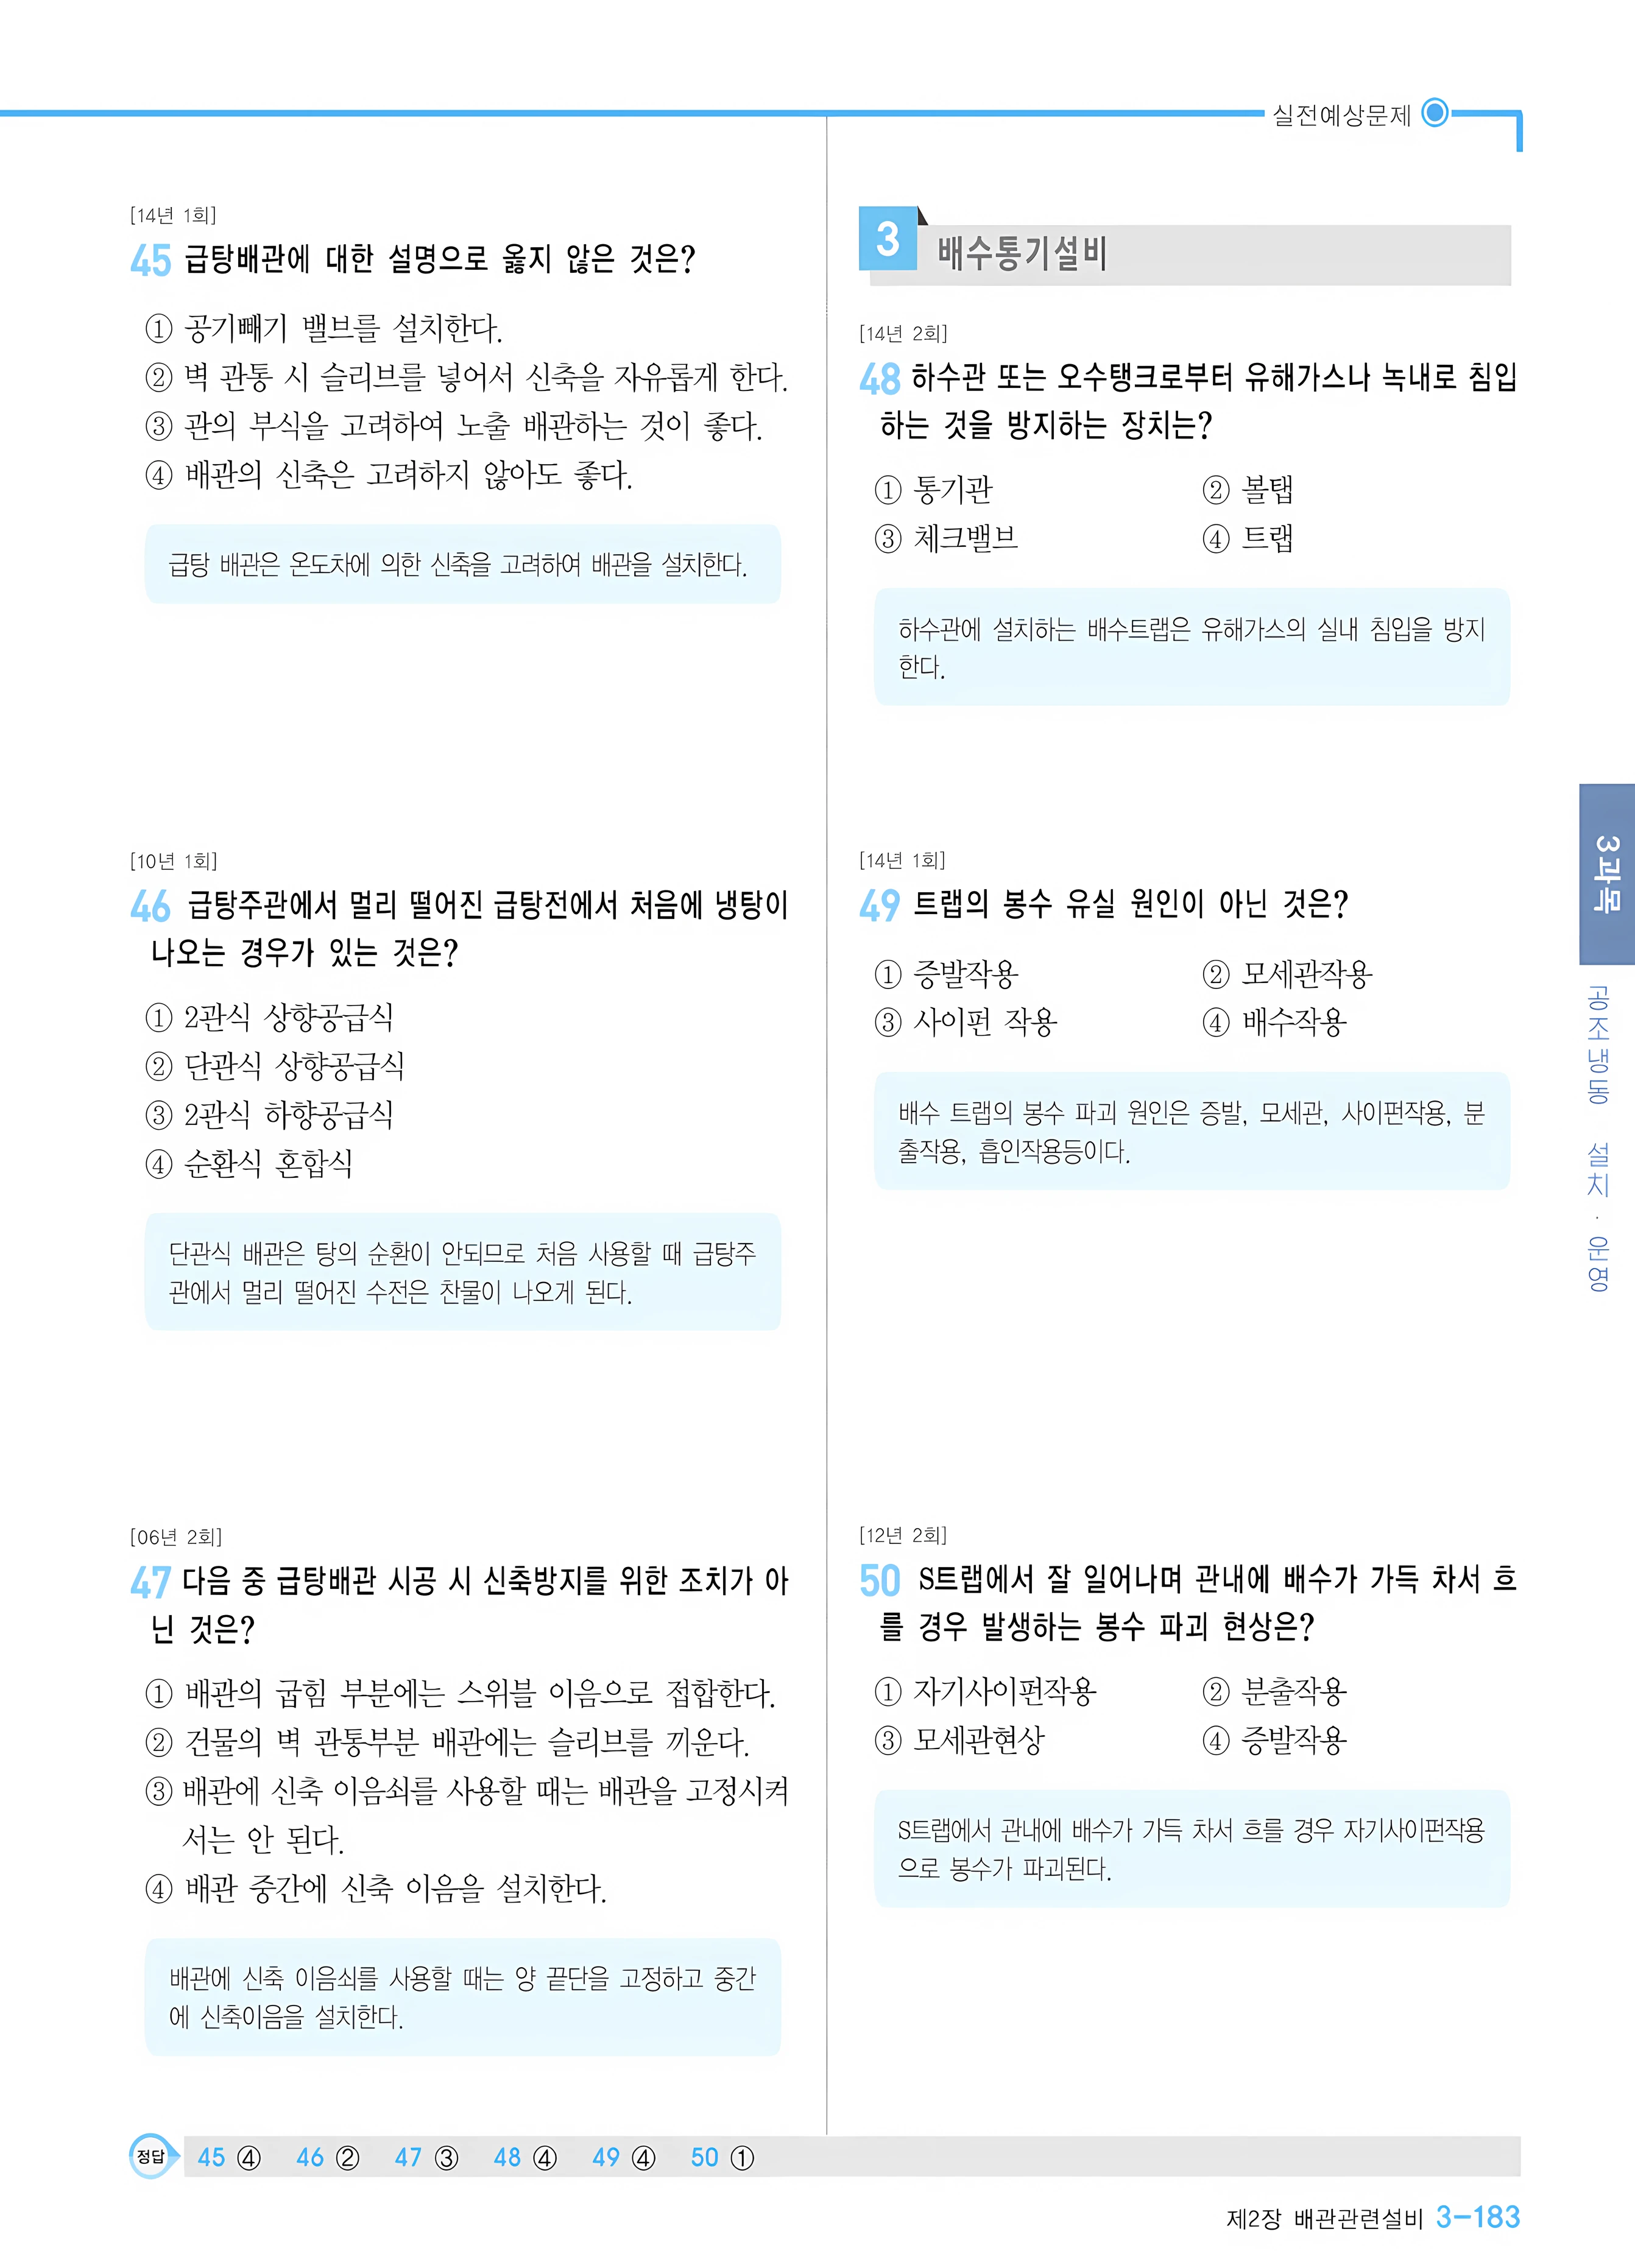 실전예상문제
[14년 1회]
45 급탕배관에 대한 설명으로 옳지 않은 것은?
① 공기빼기 밸브를 설치한다.
② 벽 관통 시 슬리브를 넣어서 신축을 자유롭게 한다.
③ 관의 부식을 고려하여 노출 배관하는 것이 좋다.
④ 배관의 신축은 고려하지 않아도 좋다.
급탕 배관은 온도차에 의한 신축을 고려하여 배관을 설치한다.
[10년 1회]
46 급탕주관에서 멀리 떨어진 급탕전에서 처음에 냉탕이
나오는 경우가 있는 것은?
① 2관식 상향공급식
② 단관식 상향공급식
③ 2관식 하향공급식
④ 순환식 혼합식
단관식 배관은 탕의 순환이 안되므로 처음 사용할 때 급탕주
관에서 멀리 떨어진 수전은 찬물이 나오게 된다.
[06년 2회]
47 다음 중 급탕배관 시공 시 신축방지를 위한 조치가 아
닌 것은?
① 배관의 굽힘 부분에는 스위블 이음으로 접합한다.
② 건물의 벽 관통부분 배관에는 슬리브를 끼운다.
③ 배관에 신축 이음쇠를 사용할 때는 배관을 고정시켜
서는 안 된다.
④ 배관 중간에 신축 이음을 설치한다.
배관에 신축 이음쇠를 사용할 때는 양 끝단을 고정하고 중간
에 신축이음을 설치한다.
3 배수통기설비
[14년 2회]
48 하수관 또는 오수탱크로부터 유해가스나 녹내로 침입
하는 것을 방지하는 장치는?
① 통기관 ② 볼탭
③ 체크밸브 ④ 트랩
하수관에 설치하는 배수트랩은 유해가스의 실내 침입을 방지
한다.
[14년 1회]
49 트랩의 봉수 유실 원인이 아닌 것은?
① 증발작용 ② 모세관작용
③ 사이펀 작용 ④ 배수작용
배수 트랩의 봉수 파괴 원인은 증발, 모세관, 사이펀작용, 분
출작용, 흡인작용등이다.
[12년 2회]
50 S트랩에서 잘 일어나며 관내에 배수가 가득 차서 흐
를 경우 발생하는 봉수 파괴 현상은?
① 자기사이펀작용 ② 분출작용
③ 모세관현상 ④ 증발작용
S트랩에서 관내에 배수가 가득 차서 흐를 경우 자기사이펀작용
으로 봉수가 파괴된다.
3과목
공조냉동 설치·운영
정답 45 ④ 46 ② 47 ③ 48 ④ 49 ④ 50 ①
제2장 배관관련설비 3-183